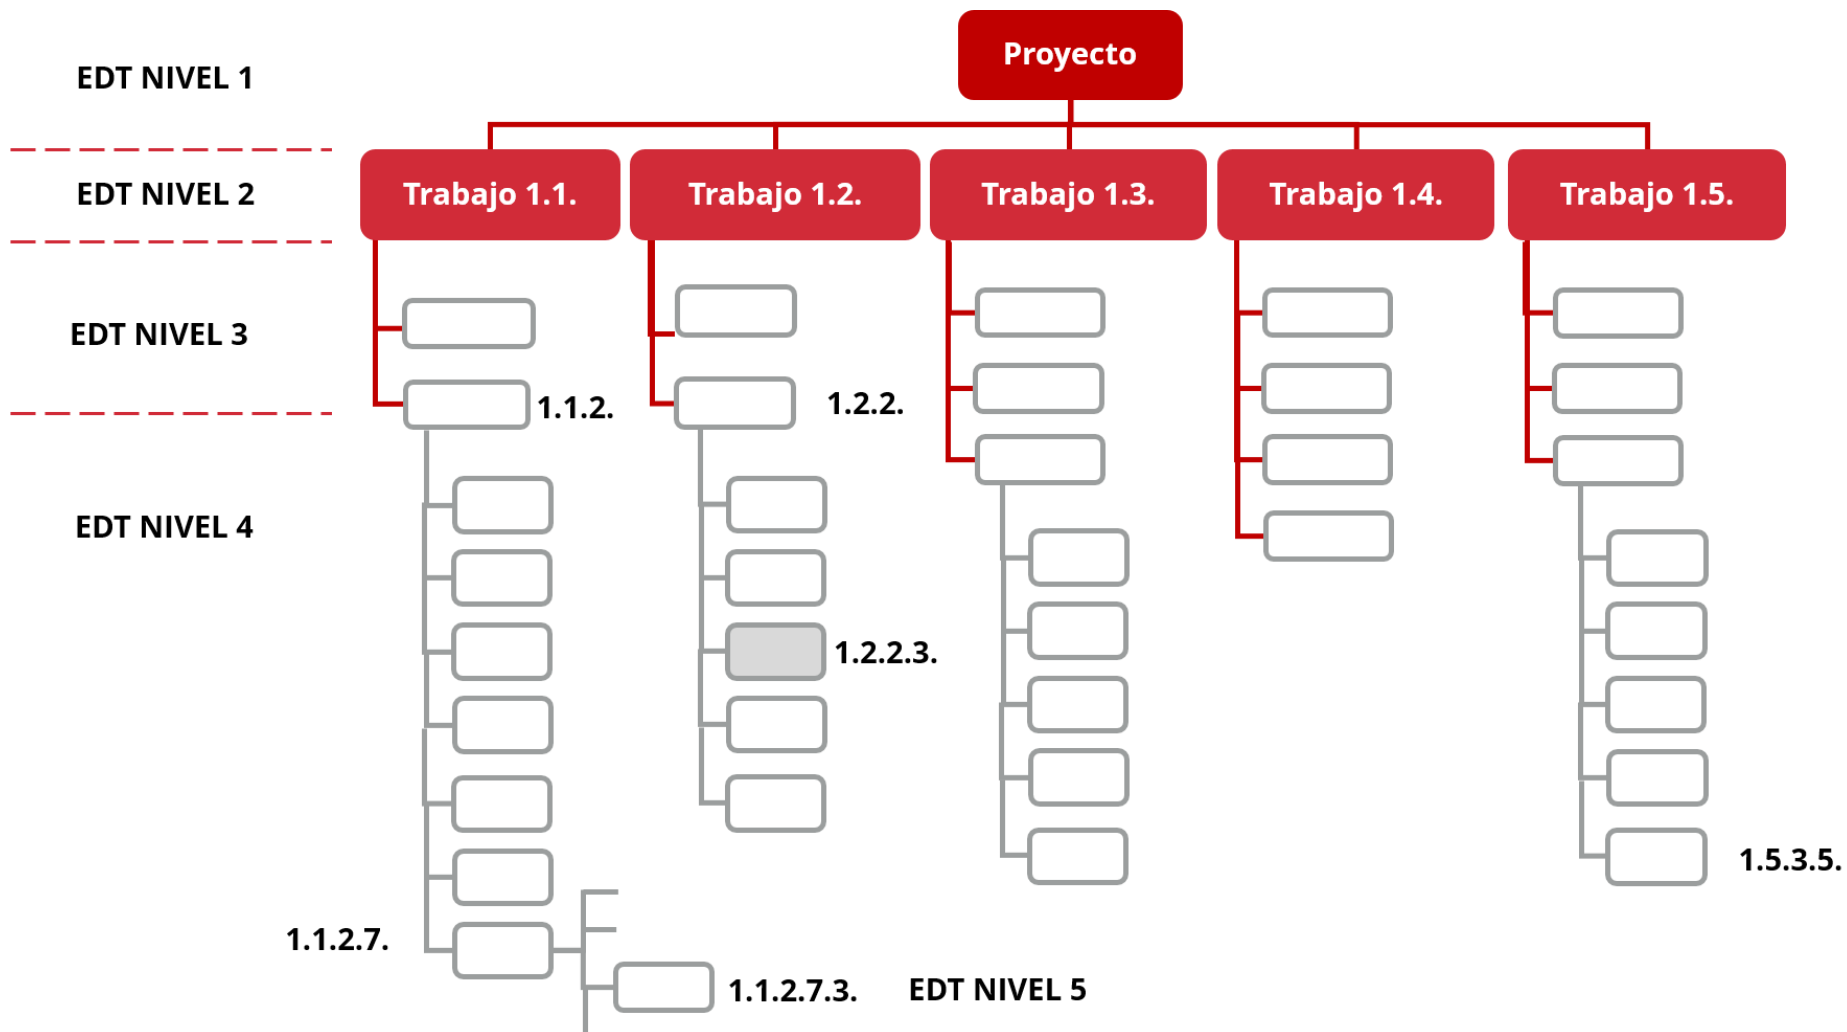 Proyecto
EDT NIVEL 1
EDT NIVEL 2
Trabajo 1.1.
Trabajo 1.2.
Trabajo 1.3.
Trabajo 1.4.
Trabajo 1.5.
EDT NIVEL 3
1.1.2.
1.2.2.
EDT NIVEL 4
1.2.2.3.
1.5.3.5.
1.1.2.7.
1.1.2.7.3.
EDT NIVEL 5